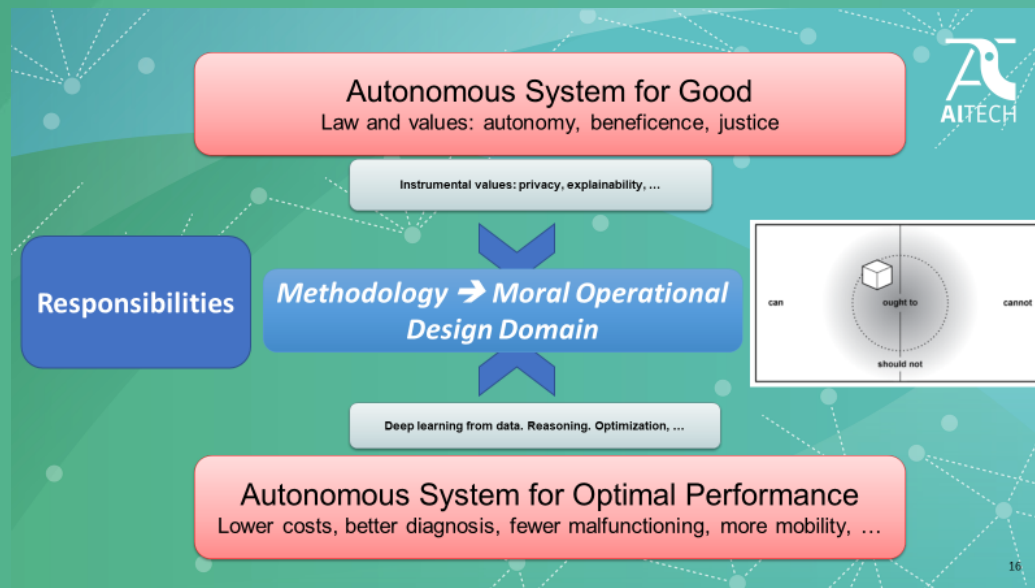 AITECH
Autonomous System for Good
Law and values: autonomy, beneficence, justice
Instrumental values: privacy, explainability, …
Responsibilities
Methodology ➔ Moral Operational
Design Domain
can
ought to
cannot
should not
Deep learning from data. Reasoning. Optimization, …
Autonomous System for Optimal Performance
Lower costs, better diagnosis, fewer malfunctioning, more mobility, …
16